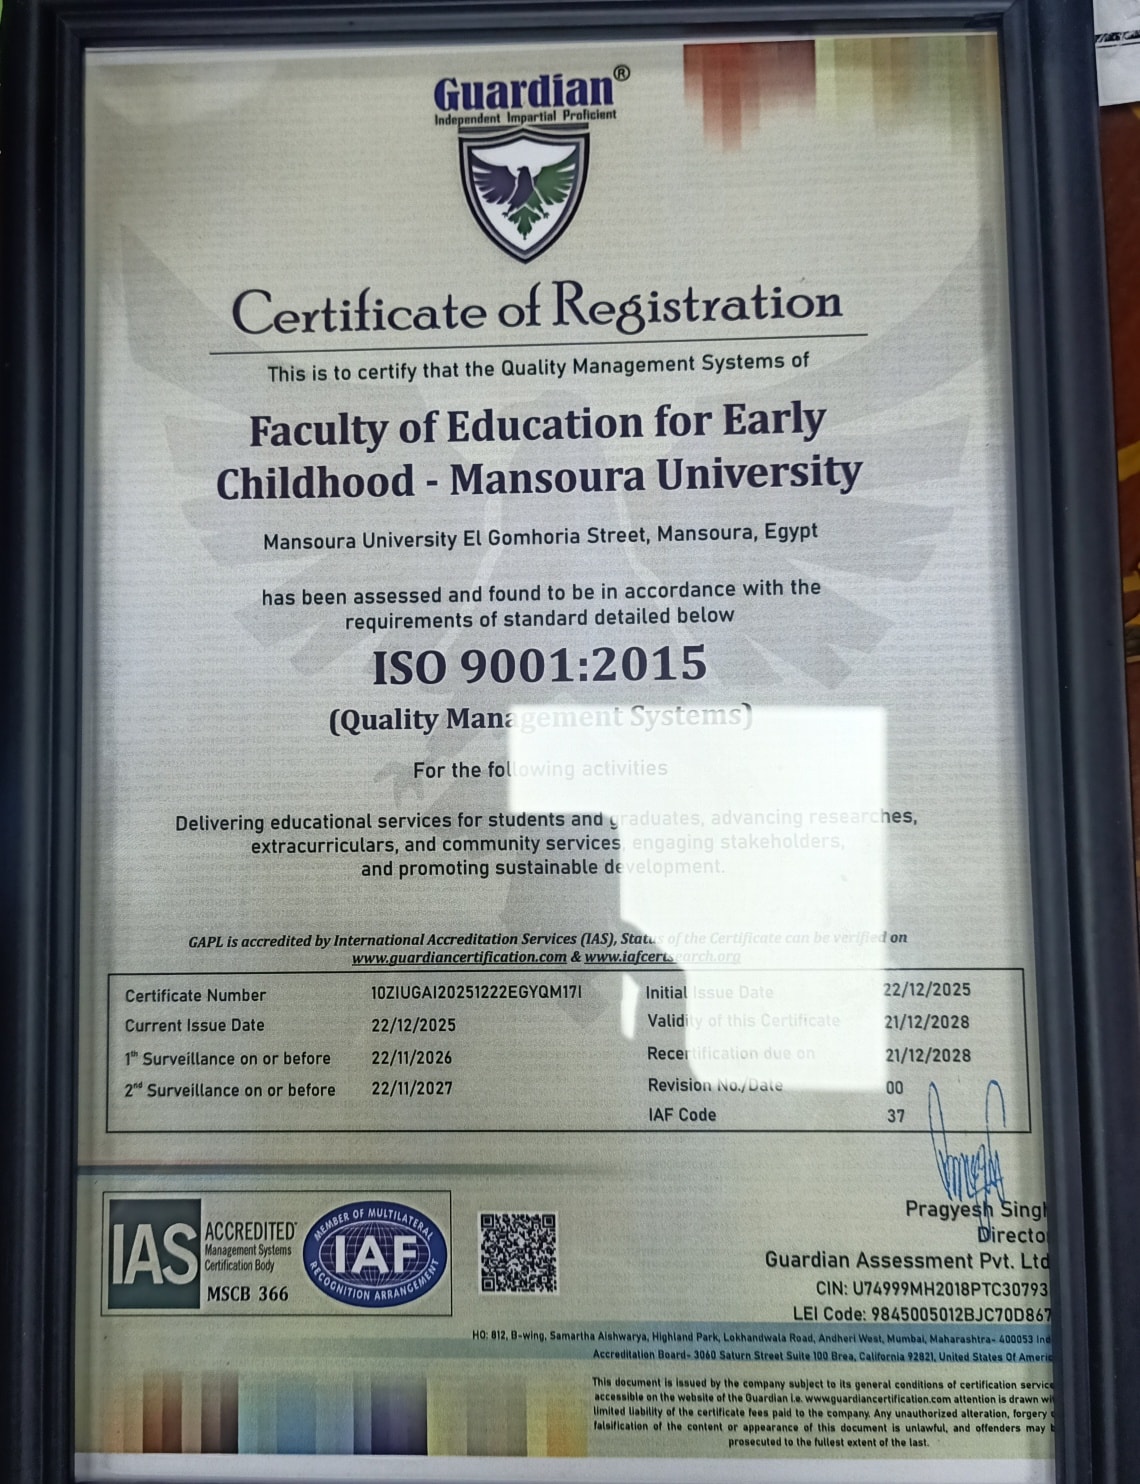 Guardian®
Independent Impartial Proficient
Certificate of Registration
This is to certify that the Quality Management Systems of
Faculty of Education for Early
Childhood - Mansoura University
Mansoura University El Gomhoria Street, Mansoura, Egypt
has been assessed and found to be in accordance with the
requirements of standard detailed below
ISO 9001:2015
(Quality Management Systems)
For the following activities
Delivering educational services for students and graduates, advancing researches,
extracurriculars, and community services, engaging stakeholders,
and promoting sustainable development.
GAPL is accredited by International Accreditation Services (IAS), Status of the Certificate can be verified on
www.guardiancertification.com & www.iafcertsearch.org
Certificate Number 10ZIUGAI20251222EGYQM17I Initial Issue Date 22/12/2025
Current Issue Date 22/12/2025 Validity of this Certificate 21/12/2028
1th Surveillance on or before 22/11/2026 Recertification due on 21/12/2028
2nd Surveillance on or before 22/11/2027 Revision No./Date 00
IAF Code 37
IAS ACCREDITED
Management Systems
Certification Body
MSCB 366
MEMBER OF MULTILATERAL
IAF
RECOGNITION ARRANGEMENT
Pragyesh Singh
Director
Guardian Assessment Pvt. Ltd
CIN: U74999MH2018PTC30793
LEI Code: 9845005012BJC70D867
HO: 812, B-wing, Samartha Aishwarya, Highland Park, Lokhandwala Road, Andheri West, Mumbai, Maharashtra- 400053 Ind
Accreditation Board- 3060 Saturn Street Suite 100 Brea, California 92821, United States Of Americ
This document is issued by the company subject to its general conditions of certification service
accessible on the website of the Guardian i.e. www.guardiancertification.com attention is drawn wi
limited liability of the certificate fees paid to the company. Any unauthorized alteration, forgery
falsification of the content or appearance of this document is unlawful, and offenders may
prosecuted to the fullest extent of the last.